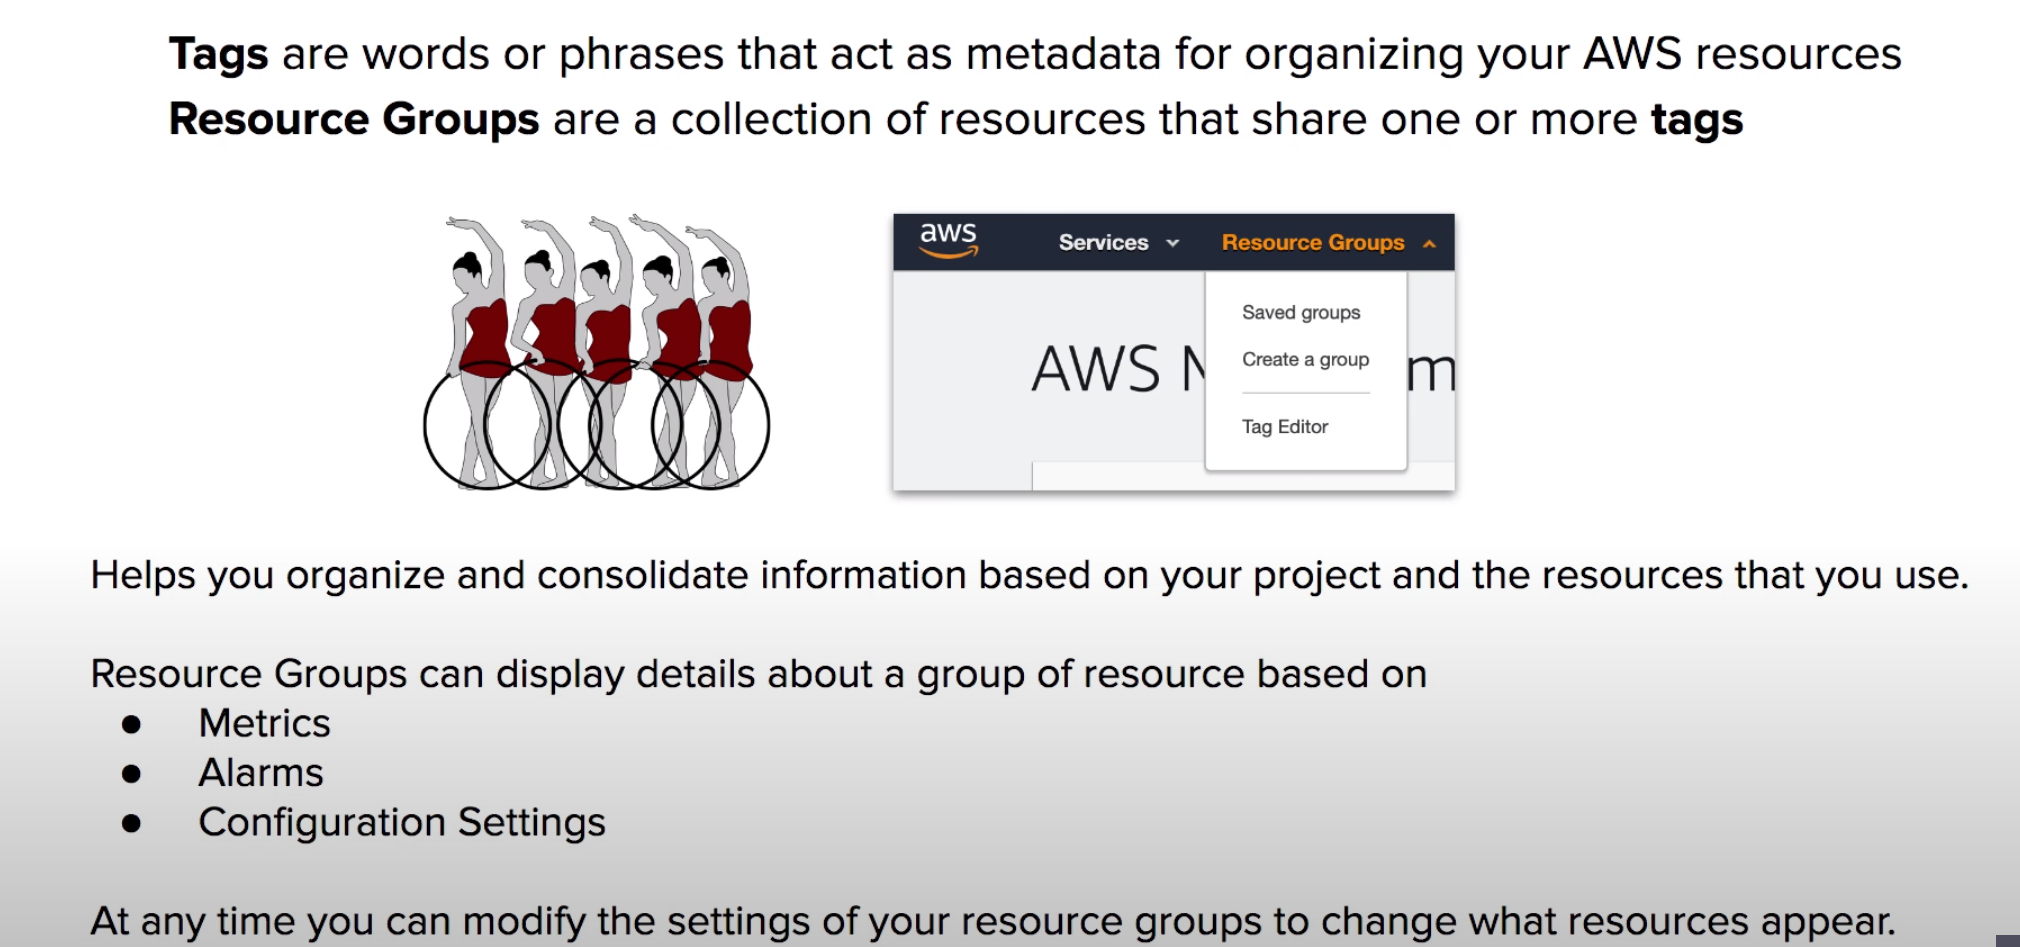 Tags are words or phrases that act as metadata for organizing your AWS resources
Resource Groups are a collection of resources that share one or more tags
aws
Services
Resource Groups
Saved groups
Create a group
Tag Editor
AWS
m
Helps you organize and consolidate information based on your project and the resources that you use.
Resource Groups can display details about a group of resource based on
● Metrics
● Alarms
● Configuration Settings
At any time you can modify the settings of your resource groups to change what resources appear.